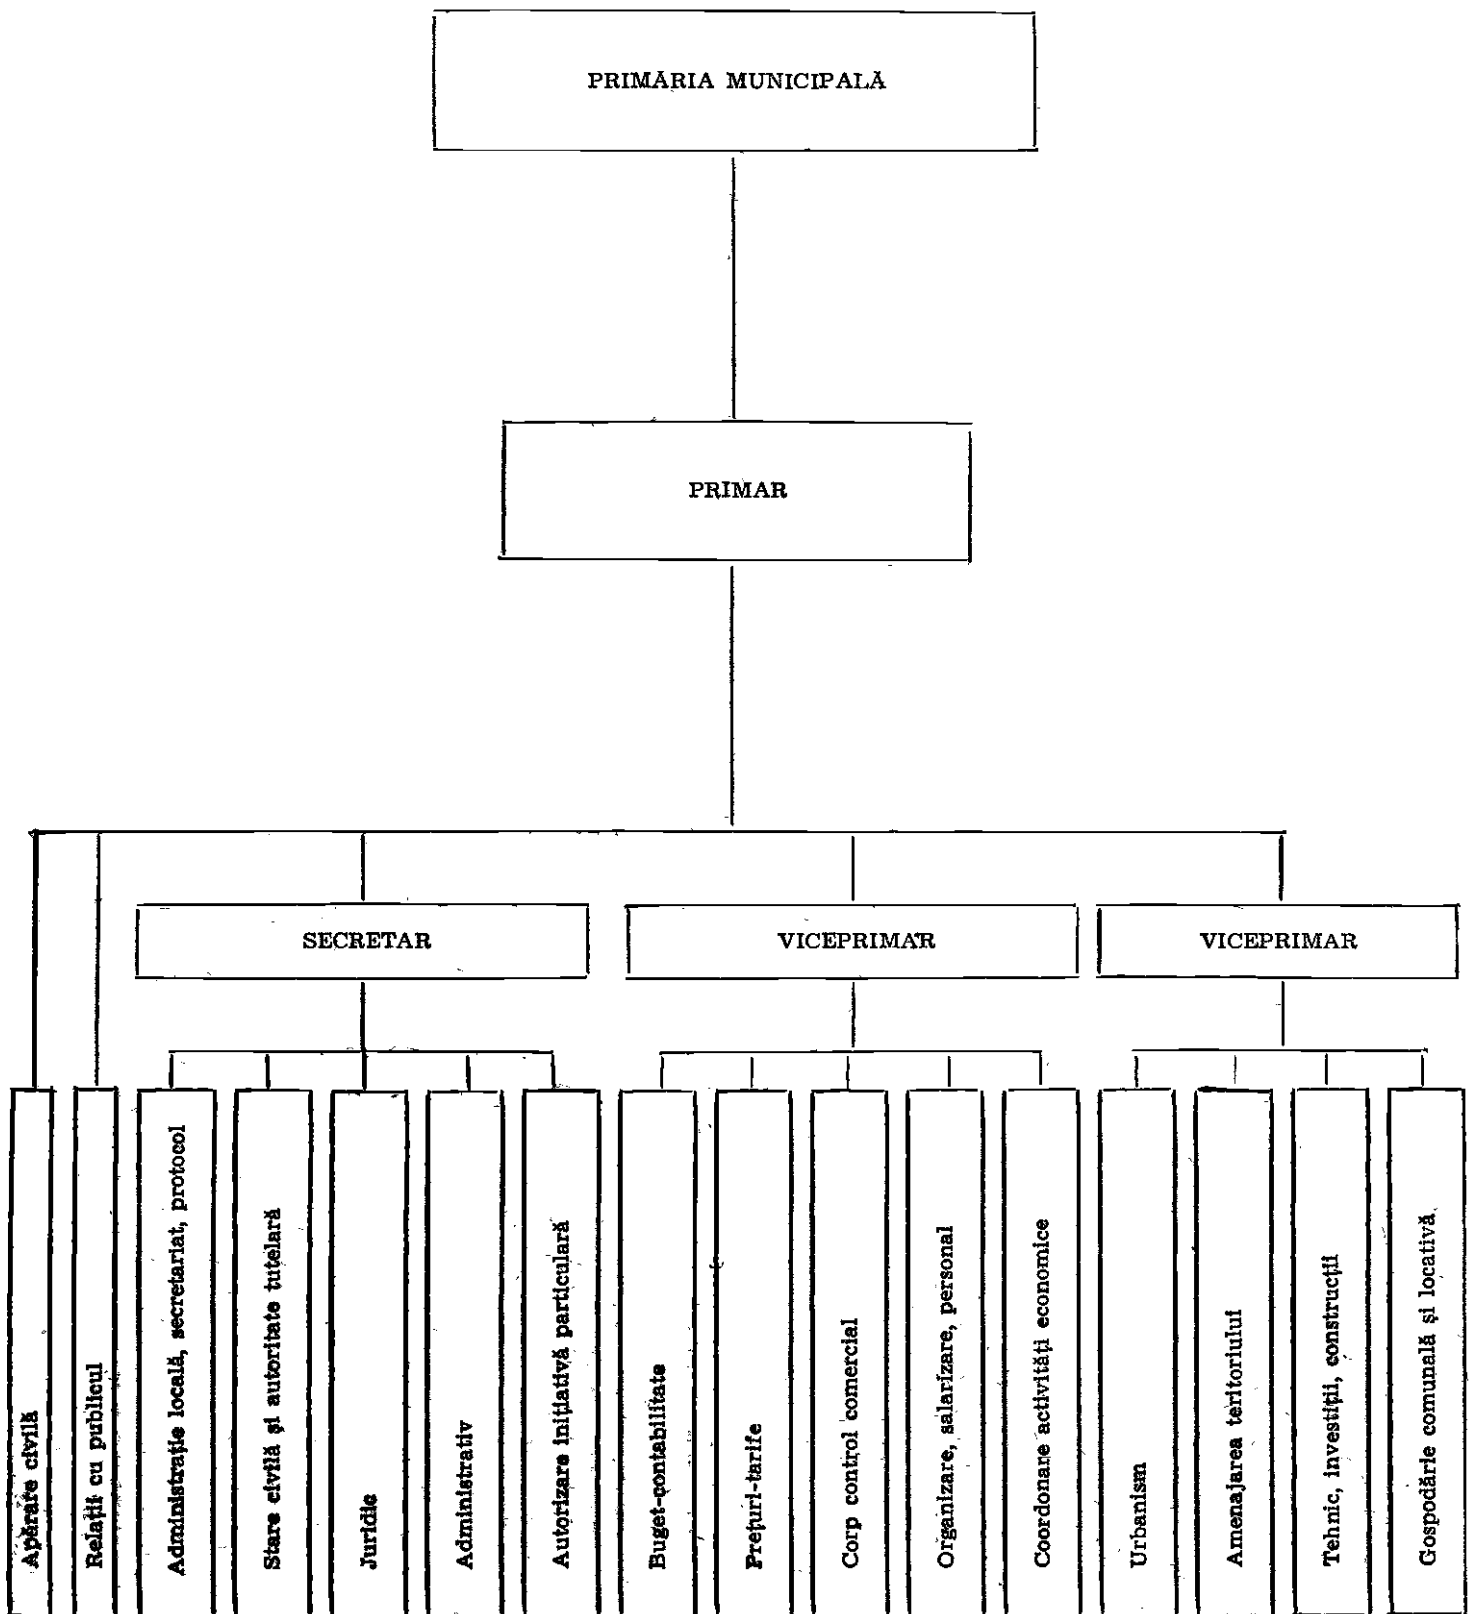 PRIMĂRIA MUNICIPALĂ
PRIMAR
SECRETAR
VICEPRIMAR
VICEPRIMAR
Apărare civilă
Relații cu publicul
Administrație locală, secretariat, protocol
Stare civilă și autoritate tutelară
Juridic
Administrativ
Autorizare inițiativă particulară
Buget-contabilitate
Prețuri-tarife
Corp control comercial
Organizare, salarizare, personal
Coordonare activități economice
Urbanism
Amenajarea teritoriului
Tehnic, investiții, construcții
Gospodărie comunală și locativă